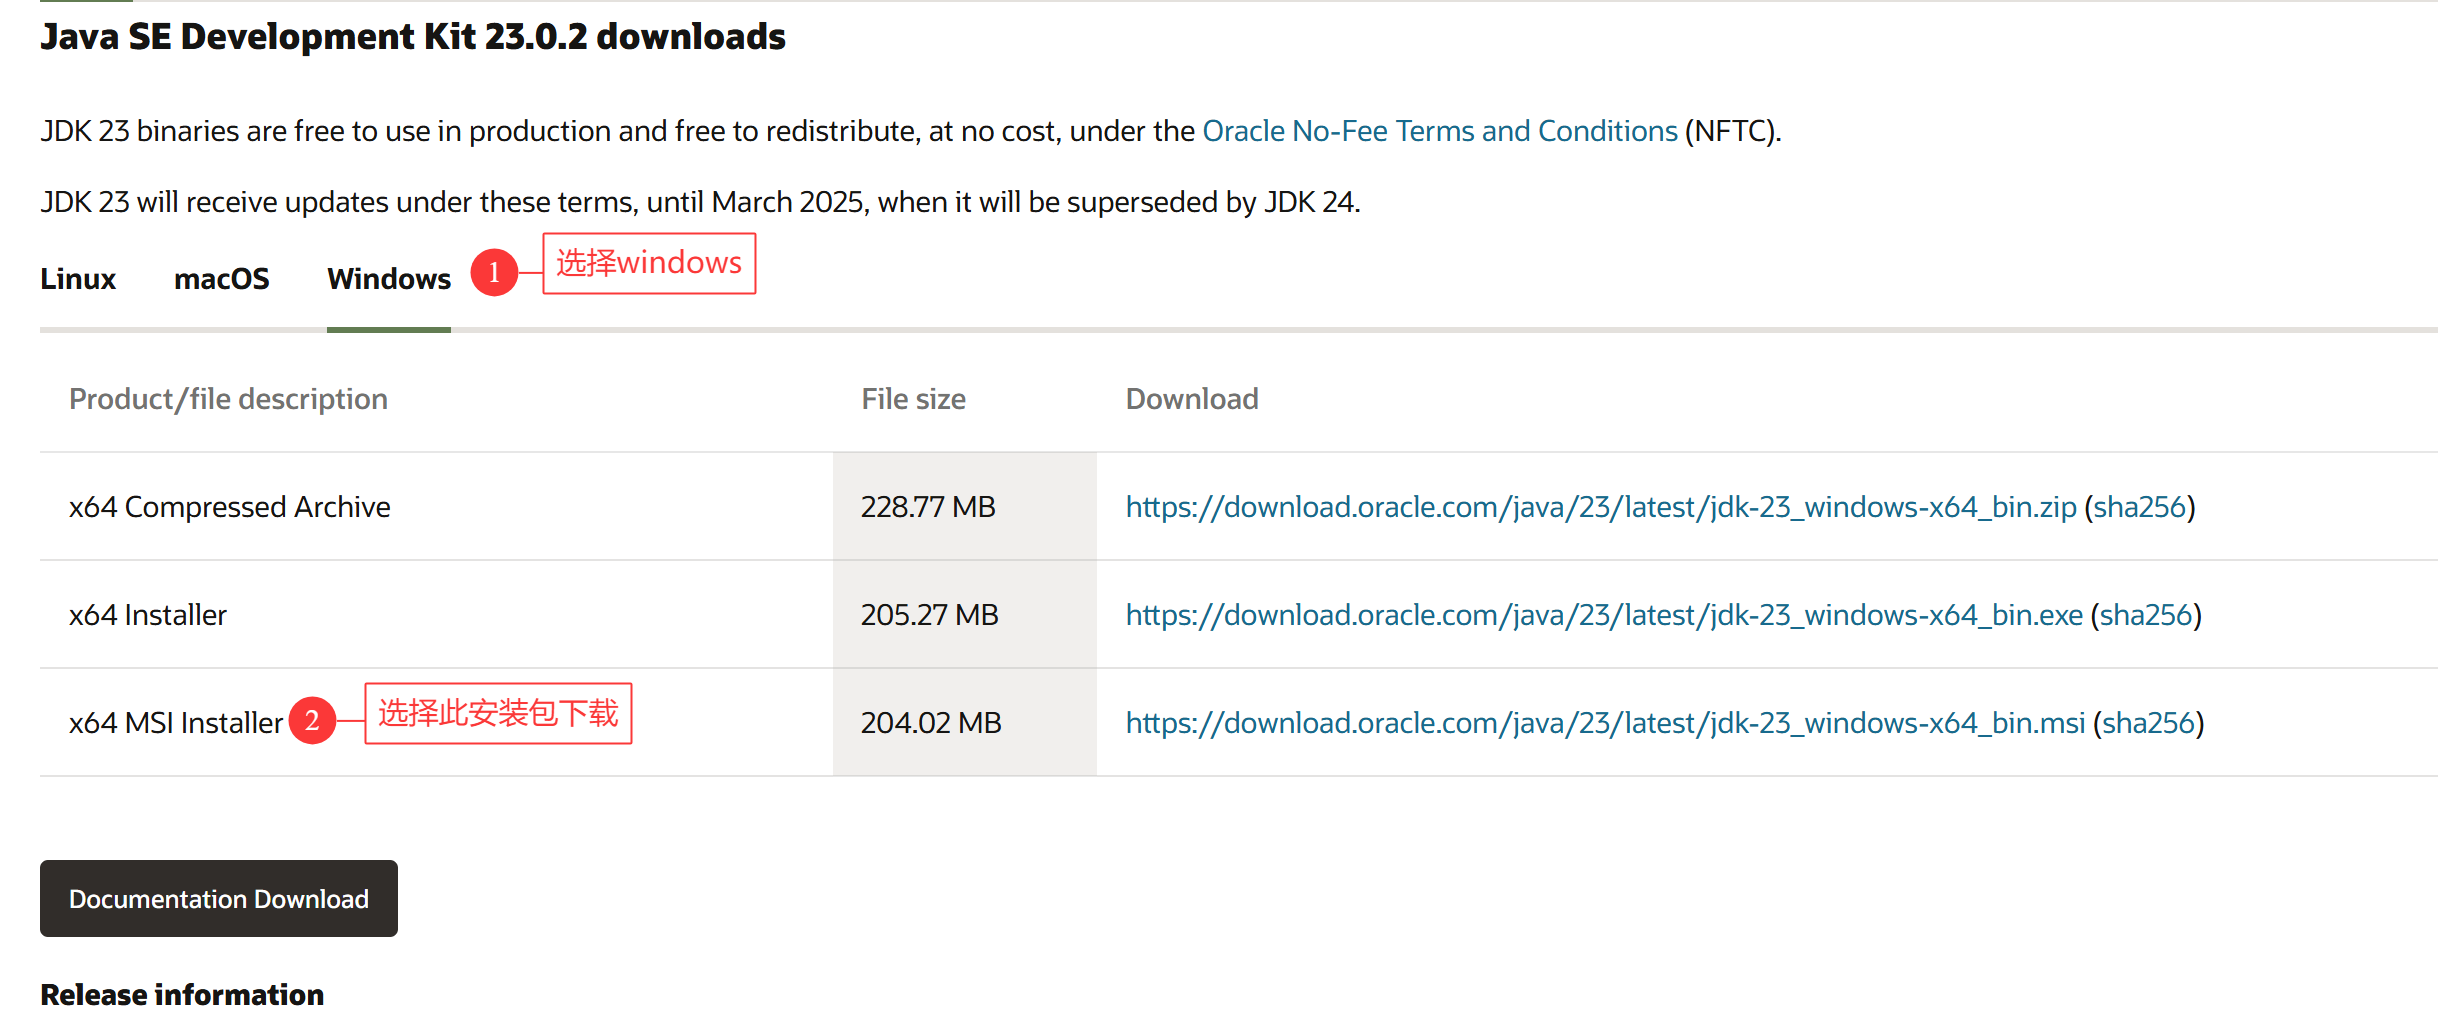 Java SE Development Kit 23.0.2 downloads
JDK 23 binaries are free to use in production and free to redistribute, at no cost, under the Oracle No-Fee Terms and Conditions (NFTC).
JDK 23 will receive updates under these terms, until March 2025, when it will be superseded by JDK 24.
Linux macOS Windows 1 选择windows
Product/file description File size Download
x64 Compressed Archive 228.77 MB https://download.oracle.com/java/23/latest/jdk-23_windows-x64_bin.zip (sha256)
x64 Installer 205.27 MB https://download.oracle.com/java/23/latest/jdk-23_windows-x64_bin.exe (sha256)
x64 MSI Installer 2 选择此安装包下载 204.02 MB https://download.oracle.com/java/23/latest/jdk-23_windows-x64_bin.msi (sha256)
Documentation Download
Release information